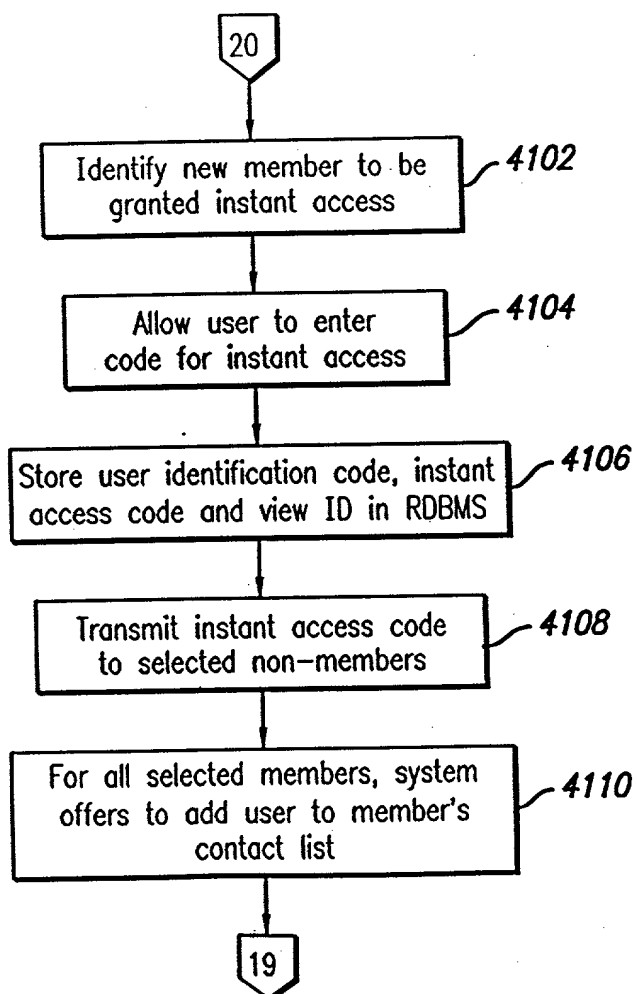 20
Identify new member to be
granted instant access
4102
Allow user to enter
code for instant access
4104
Store user identification code, instant
access code and view ID in RDBMS
4106
Transmit instant access code
to selected non-members
4108
For all selected members, system
offers to add user to member's
contact list
4110
19